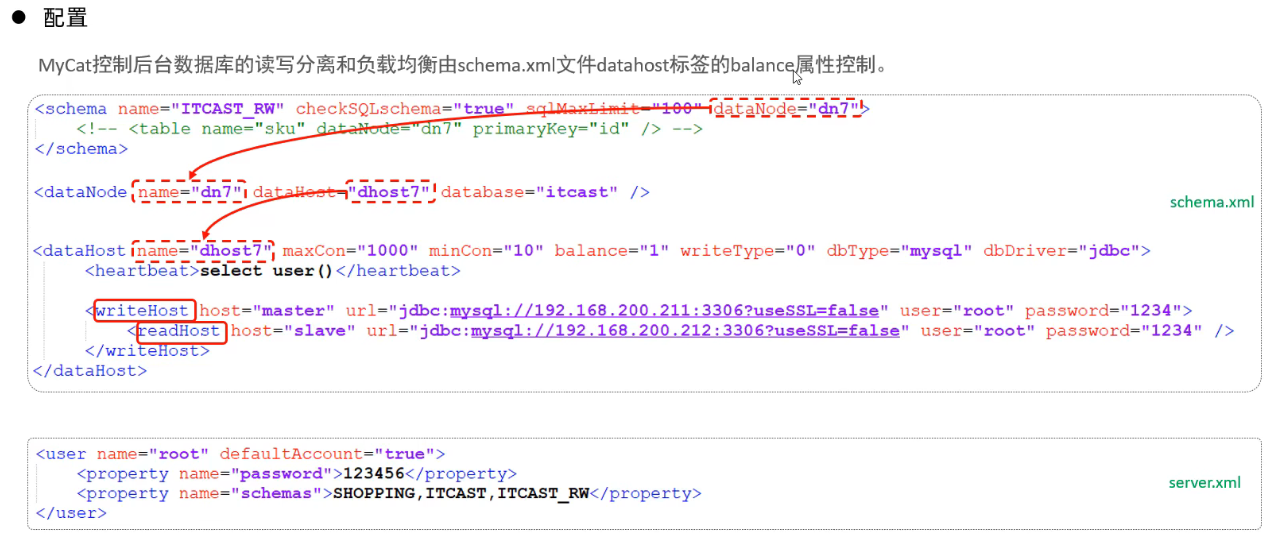 ● 配置
MyCat控制后台数据库的读写分离和负载均衡由schema.xml文件datahost标签的balance属性控制。
<schema name="ITCAST_RW" checkSQLschema="true" sqlMaxLimit="100" dataNode="dn7">
<!-- <table name="sku" dataNode="dn7" primaryKey="id" /> -->
</schema>
<dataNode name="dn7" dataHost="dhost7" database="itcast" />
schema.xml
<dataHost name="dhost7" maxCon="1000" minCon="10" balance="1" writeType="0" dbType="mysql" dbDriver="jdbc">
<heartbeat>select user()</heartbeat>
<writeHost host="master" url="jdbc:mysql://192.168.200.211:3306?useSSL=false" user="root" password="1234">
<readHost host="slave" url="jdbc:mysql://192.168.200.212:3306?useSSL=false" user="root" password="1234" />
</writeHost>
</dataHost>
<user name="root" defaultAccount="true">
<property name="password">123456</property>
<property name="schemas">SHOPPING,ITCAST,ITCAST_RW</property>
</user>
server.xml